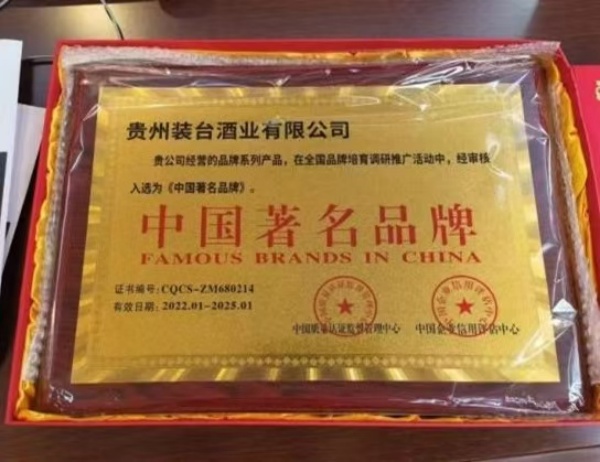 贵州装台酒业有限公司
贵公司经营的品牌系列产品，在全国品牌培育调研推广活动中，经审核
入选为《中国著名品牌》。
中国著名品牌
FAMOUS BRANDS IN CHINA
证书编号：CQCS-ZM680214
有效日期：2022.01-2025.01
中国质量认证监督管理中心
中国企业信用评估中心